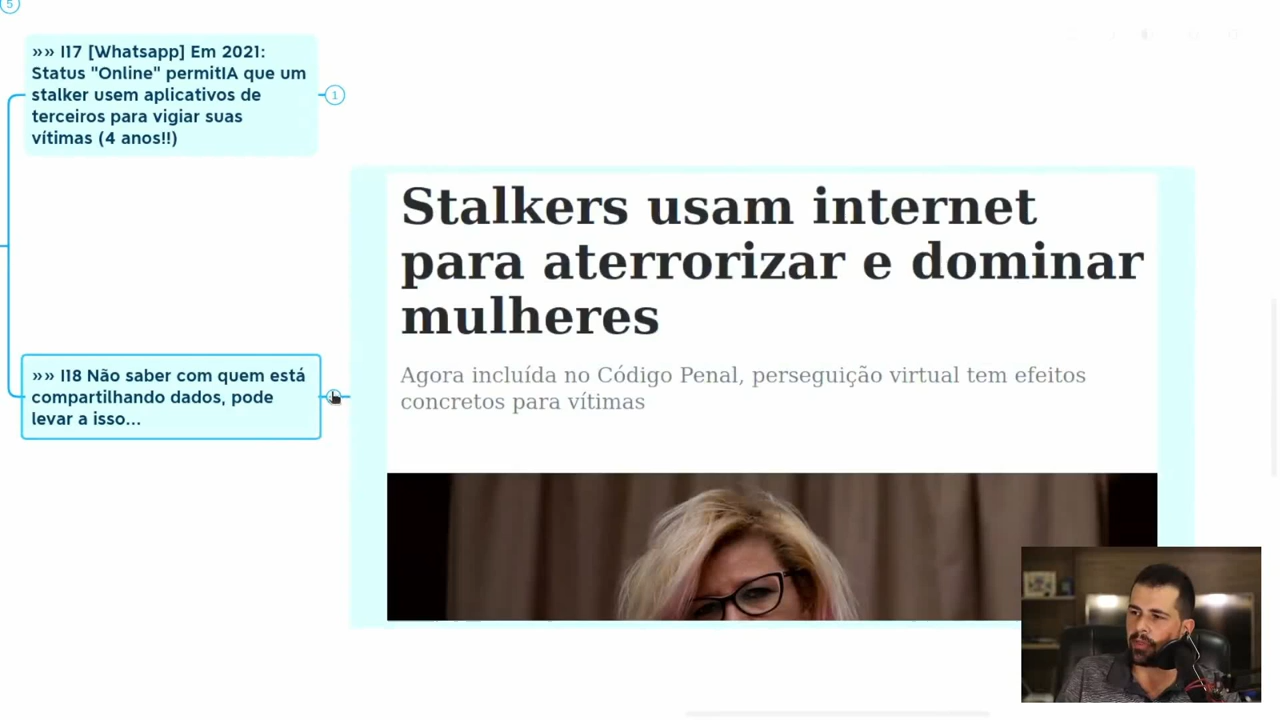 5
»» I17 [Whatsapp] Em 2021:
Status "Online" permitIA que um
stalker usem aplicativos de
terceiros para vigiar suas
vítimas (4 anos!!)
1
Stalkers usam internet
para aterrorizar e dominar
mulheres
Agora incluída no Código Penal, perseguição virtual tem efeitos
concretos para vítimas
»» I18 Não saber com quem está
compartilhando dados, pode
levar a isso...